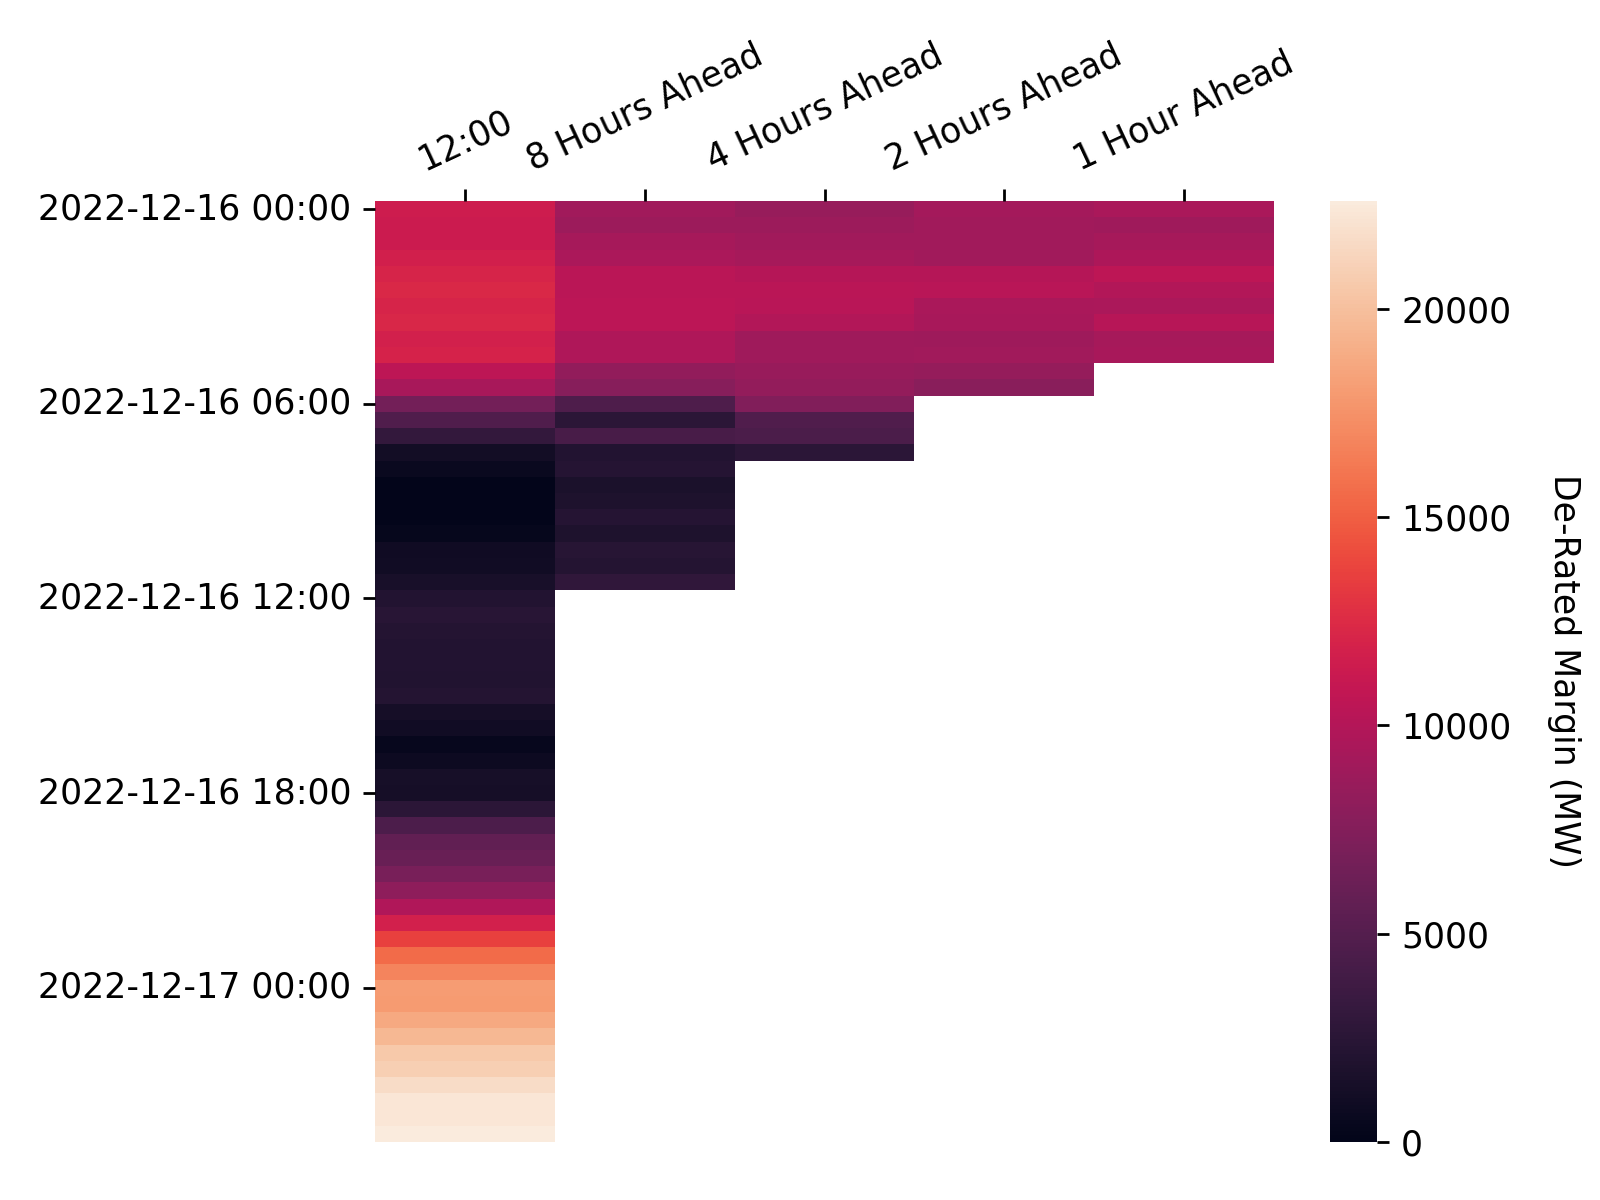 12:00
8 Hours Ahead
4 Hours Ahead
2 Hours Ahead
1 Hour Ahead
2022-12-16 00:00
2022-12-16 06:00
2022-12-16 12:00
2022-12-16 18:00
2022-12-17 00:00
20000
15000
10000
5000
0
De-Rated Margin (MW)